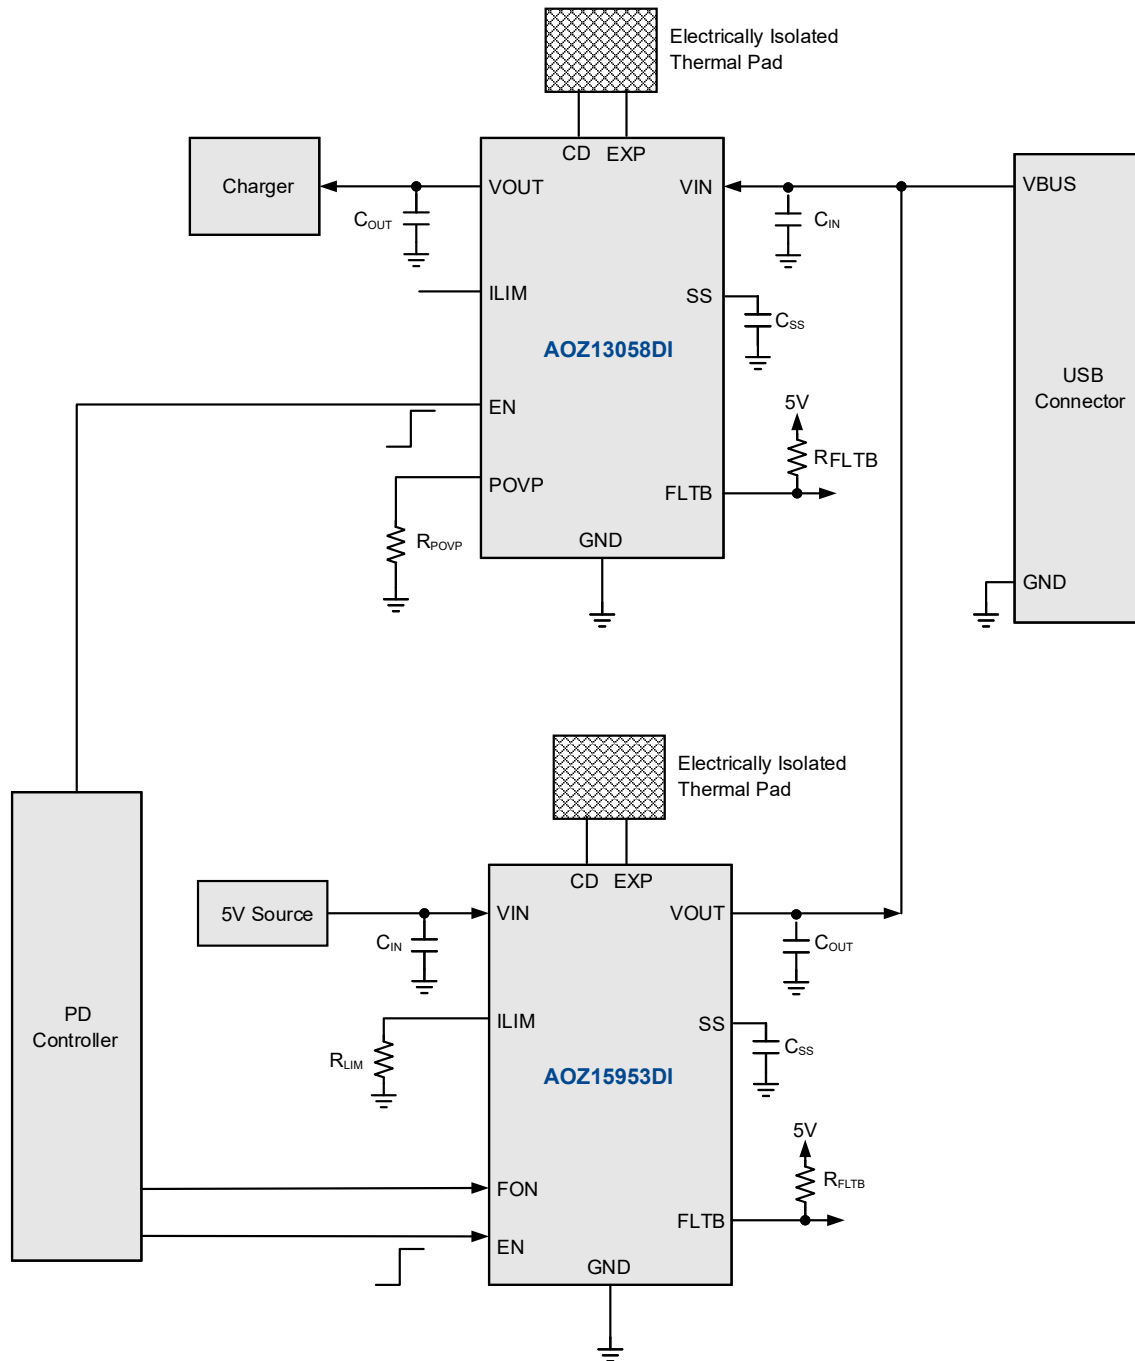 Electrically Isolated
Thermal Pad
CD EXP
Charger
VOUT
VIN
VBUS
COUT
CIN
ILIM
SS
CSS
AOZ13058DI
USB
Connector
5V
EN
RFLTB
POVP
FLTB
RPOVP
GND
GND
Electrically Isolated
Thermal Pad
CD EXP
5V Source
VIN
VOUT
CIN
COUT
PD
Controller
ILIM
SS
RLIM
CSS
AOZ15953DI
5V
FON
RFLTB
FLTB
EN
GND